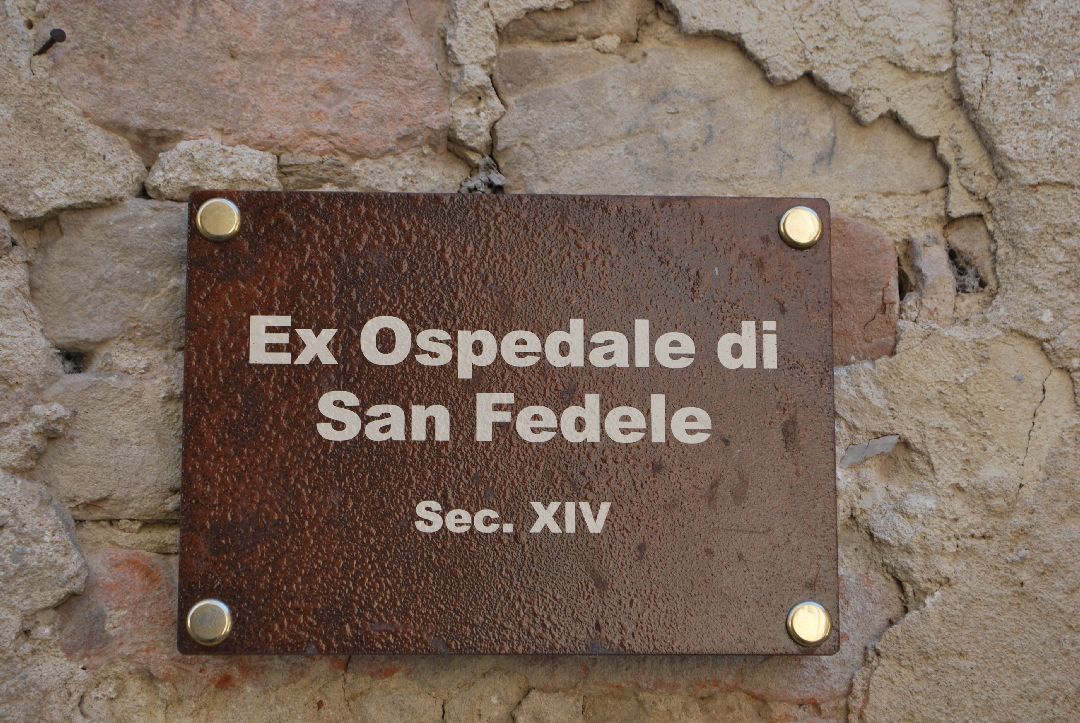 Ex Ospedale di
San Fedele
Sec. XIV